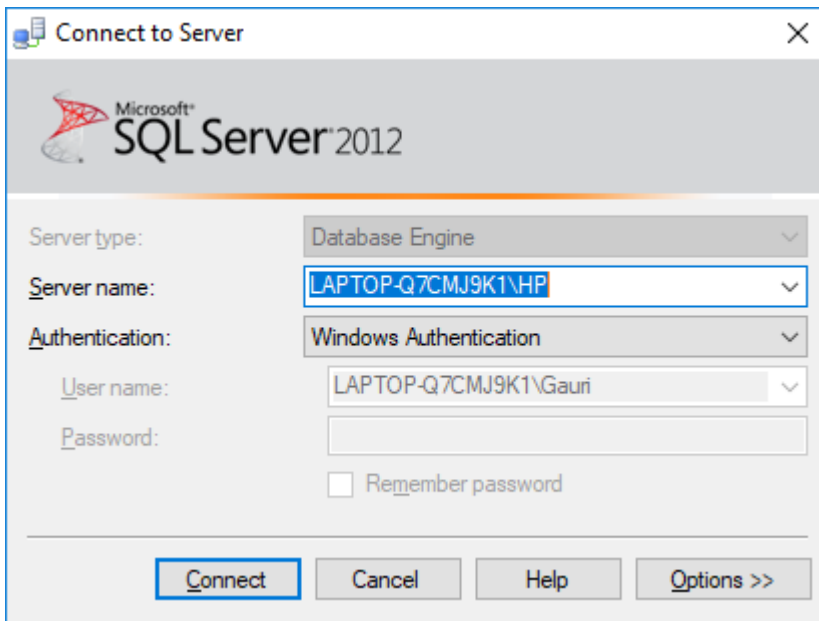 Connect to Server
Microsoft®
SQL Server® 2012
Server type: Database Engine
Server name: LAPTOP-Q7CMJ9K1\HP
Authentication: Windows Authentication
User name: LAPTOP-Q7CMJ9K1\Gauri
Password:
Remember password
Connect Cancel Help Options >>